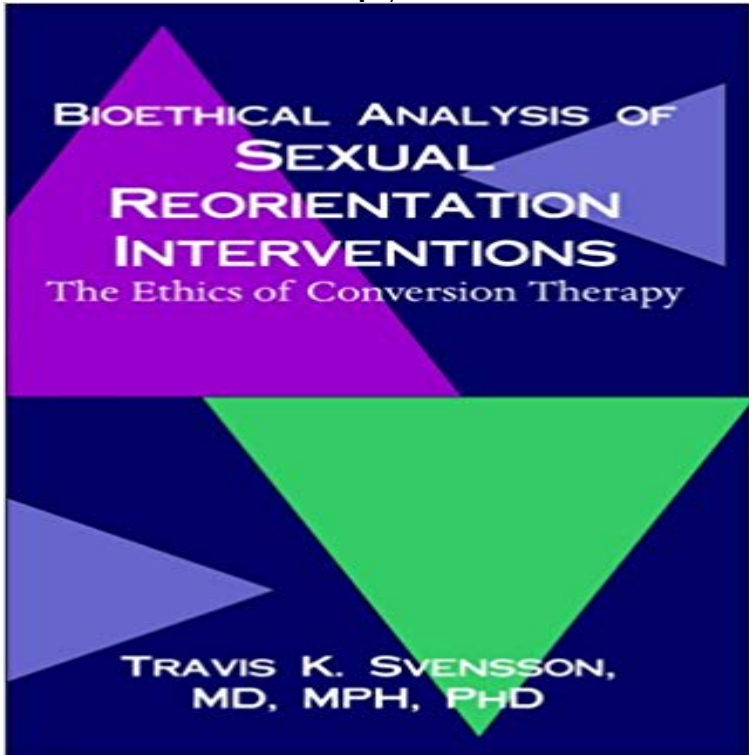 BIOETHICAL ANALYSIS OF
SEXUAL
REORIENTATION
INTERVENTIONS
The Ethics of Conversion Therapy
TRAVIS K. SVENSSON,
MD, MPH, PHD